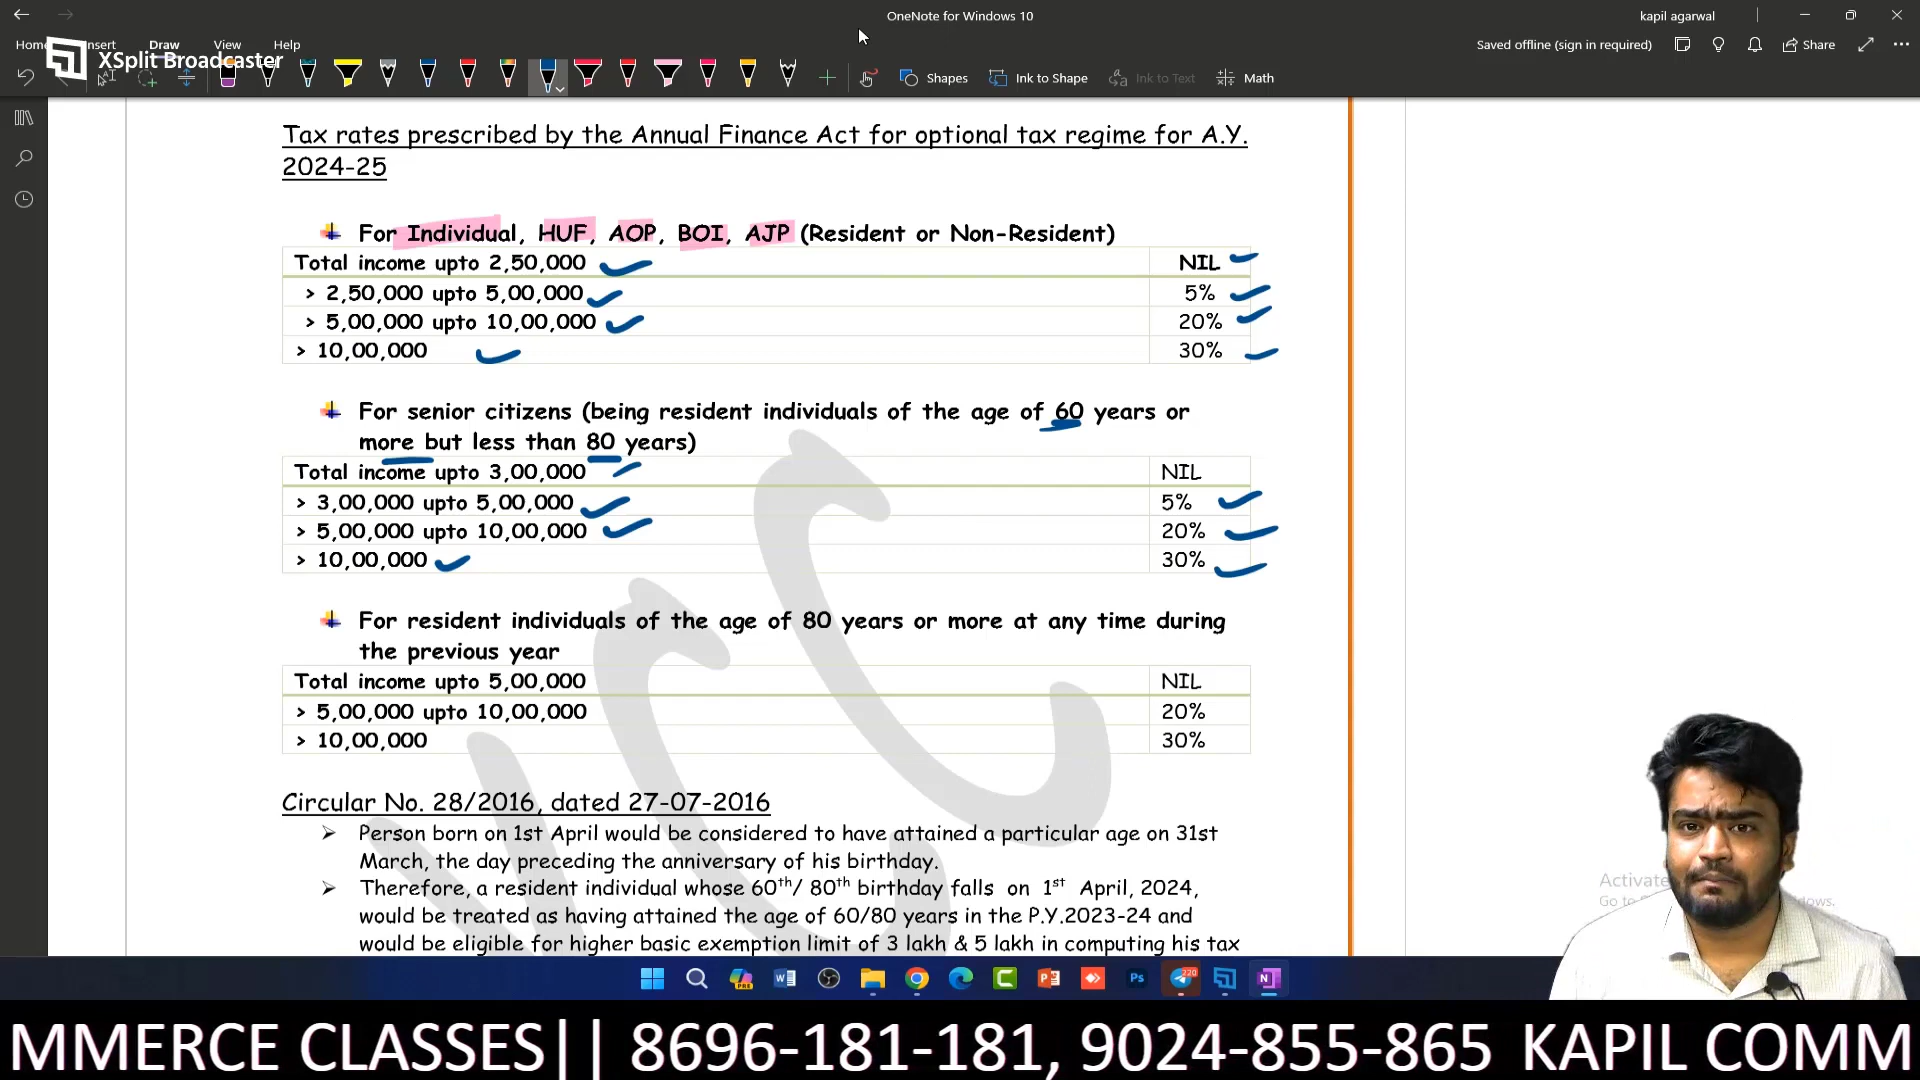 OneNote for Windows 10
kapil agarwal
Home Insert Draw View Help
XSplit Broadcaster
Saved offline (sign in required)
Share
Shapes
Ink to Shape
Ink to Text
Math
Tax rates prescribed by the Annual Finance Act for optional tax regime for A.Y.
2024-25
For Individual, HUF, AOP, BOI, AJP (Resident or Non-Resident)
Total income upto 2,50,000 NIL
> 2,50,000 upto 5,00,000 5%
> 5,00,000 upto 10,00,000 20%
> 10,00,000 30%
For senior citizens (being resident individuals of the age of 60 years or
more but less than 80 years)
Total income upto 3,00,000 NIL
> 3,00,000 upto 5,00,000 5%
> 5,00,000 upto 10,00,000 20%
> 10,00,000 30%
For resident individuals of the age of 80 years or more at any time during
the previous year
Total income upto 5,00,000 NIL
> 5,00,000 upto 10,00,000 20%
> 10,00,000 30%
Circular No. 28/2016, dated 27-07-2016
Person born on 1st April would be considered to have attained a particular age on 31st
March, the day preceding the anniversary of his birthday.
Therefore, a resident individual whose 60th/ 80th birthday falls on 1st April, 2024,
would be treated as having attained the age of 60/80 years in the P.Y.2023-24 and
would be eligible for higher basic exemption limit of 3 lakh & 5 lakh in computing his tax
Activate
Go to
MMERCE CLASSES|| 8696-181-181, 9024-855-865 KAPIL COMM